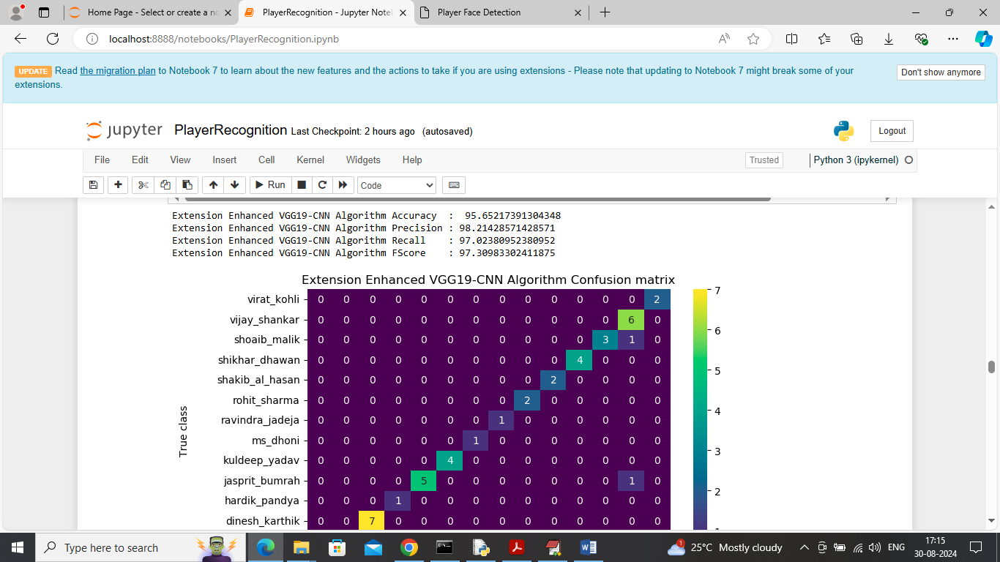 Home Page - Select or create a no
PlayerRecognition - Jupyter Note
Player Face Detection
localhost:8888/notebooks/PlayerRecognition.ipynb
UPDATE Read the migration plan to Notebook 7 to learn about the new features and the actions to take if you are using extensions - Please note that updating to Notebook 7 might break some of your
extensions.
Don't show anymore
jupyter PlayerRecognition Last Checkpoint: 2 hours ago (autosaved)
Logout
File Edit View Insert Cell Kernel Widgets Help
Trusted
Python 3 (ipykernel)
Run
Code
Extension Enhanced VGG19-CNN Algorithm Accuracy : 95.65217391304348
Extension Enhanced VGG19-CNN Algorithm Precision : 98.21428571428571
Extension Enhanced VGG19-CNN Algorithm Recall : 97.02380952380952
Extension Enhanced VGG19-CNN Algorithm FScore : 97.30983302411875
Extension Enhanced VGG19-CNN Algorithm Confusion matrix
True class
virat_kohli 0 0 0 0 0 0 0 0 0 0 0 0 0 2
vijay_shankar 0 0 0 0 0 0 0 0 0 0 0 0 6 0
shoaib_malik 0 0 0 0 0 0 0 0 0 0 0 3 1 0
shikhar_dhawan 0 0 0 0 0 0 0 0 0 0 4 0 0 0
shakib_al_hasan 0 0 0 0 0 0 0 0 0 2 0 0 0 0
rohit_sharma 0 0 0 0 0 0 0 0 2 0 0 0 0 0
ravindra_jadeja 0 0 0 0 0 0 0 1 0 0 0 0 0 0
ms_dhoni 0 0 0 0 0 0 1 0 0 0 0 0 0 0
kuldeep_yadav 0 0 0 0 0 4 0 0 0 0 0 0 0 0
jasprit_bumrah 0 0 0 0 5 0 0 0 0 0 0 0 1 0
hardik_pandya 0 0 0 1 0 0 0 0 0 0 0 0 0 0
dinesh_karthik 0 0 7 0 0 0 0 0 0 0 0 0 0 0
7
6
5
4
3
2
Type here to search
25°C Mostly cloudy
ENG
17:15
30-08-2024